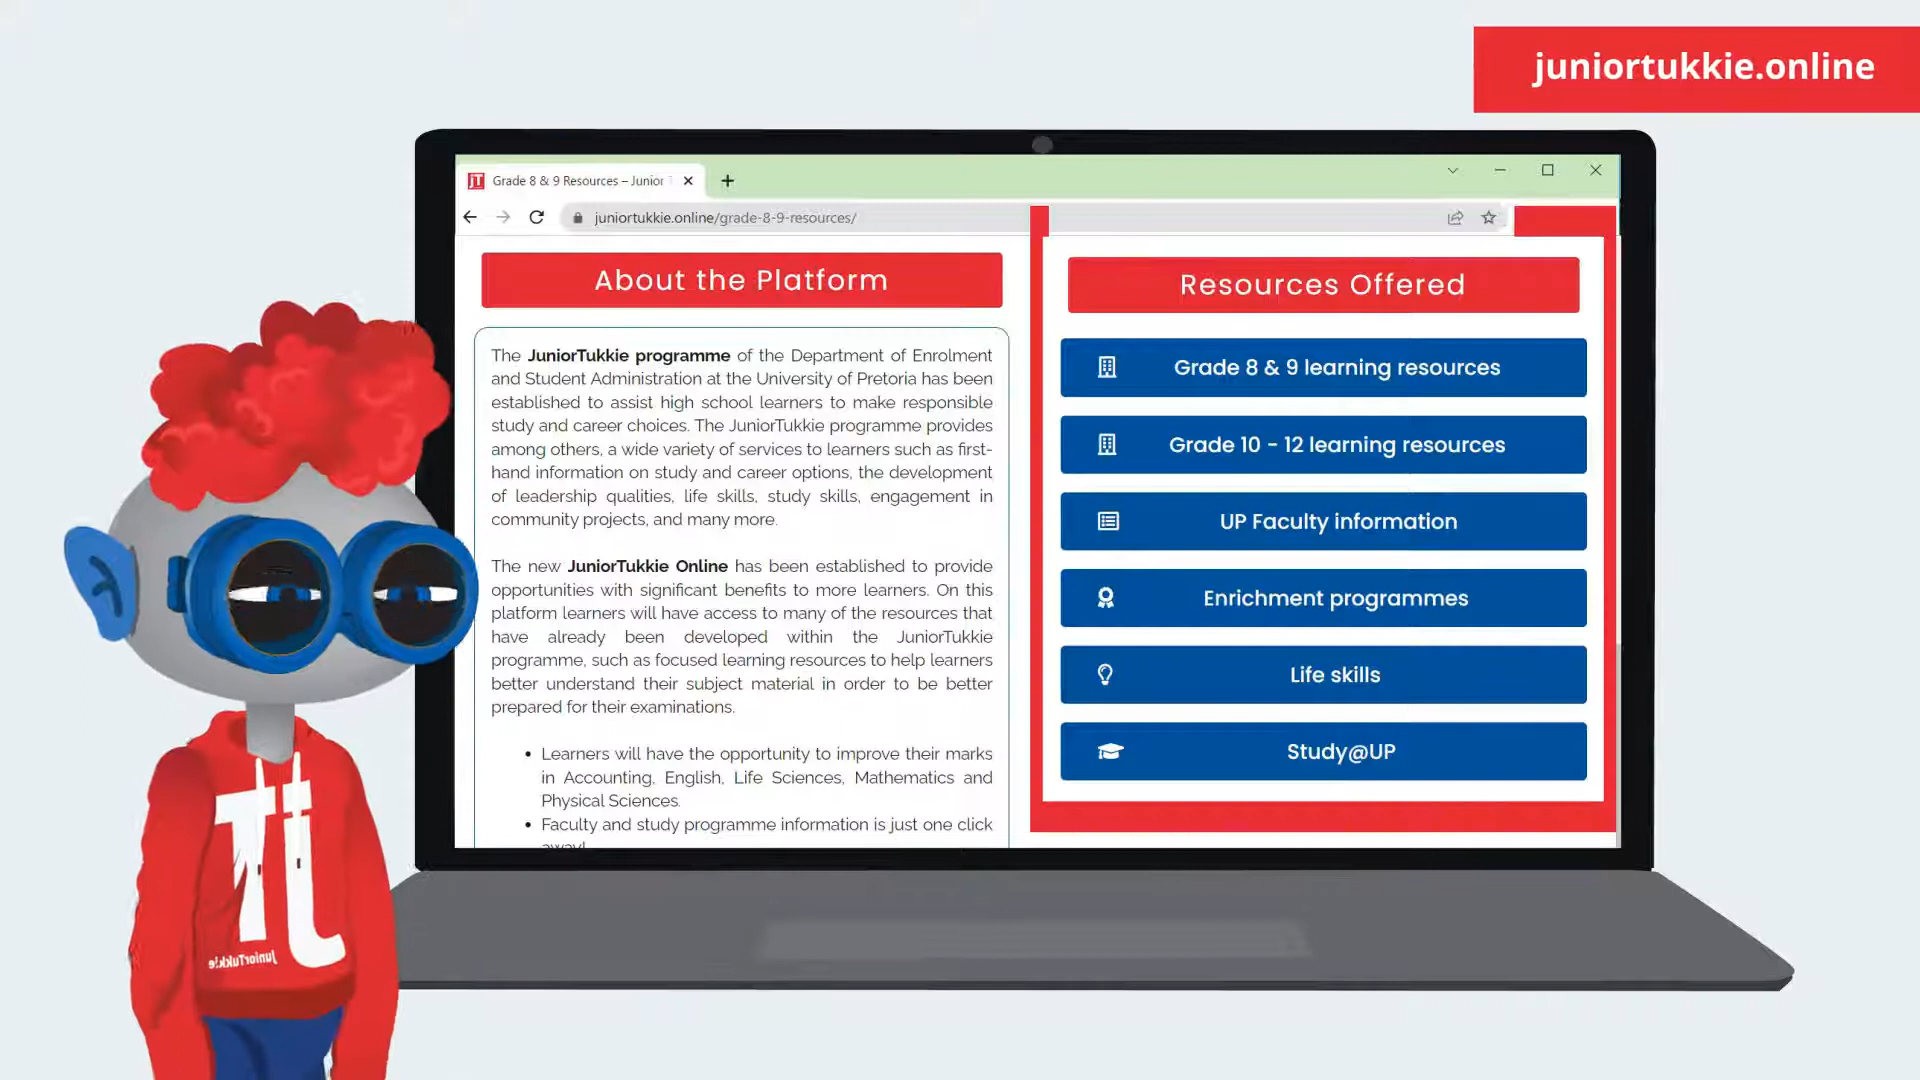 juniortukkie.online
Grade 8 & 9 Resources – Junior
juniortukkie.online/grade-8-9-resources/
About the Platform
The JuniorTukkie programme of the Department of Enrolment
and Student Administration at the University of Pretoria has been
established to assist high school learners to make responsible
study and career choices. The JuniorTukkie programme provides
among others, a wide variety of services to learners such as first-
hand information on study and career options, the development
of leadership qualities, life skills, study skills, engagement in
community projects, and many more.
The new JuniorTukkie Online has been established to provide
opportunities with significant benefits to more learners. On this
platform learners will have access to many of the resources that
have already been developed within the JuniorTukkie
programme, such as focused learning resources to help learners
better understand their subject material in order to be better
prepared for their examinations.
• Learners will have the opportunity to improve their marks
in Accounting, English, Life Sciences, Mathematics and
Physical Sciences.
• Faculty and study programme information is just one click
away!
Resources Offered
Grade 8 & 9 learning resources
Grade 10 - 12 learning resources
UP Faculty information
Enrichment programmes
Life skills
Study@UP
JuniorTukkie